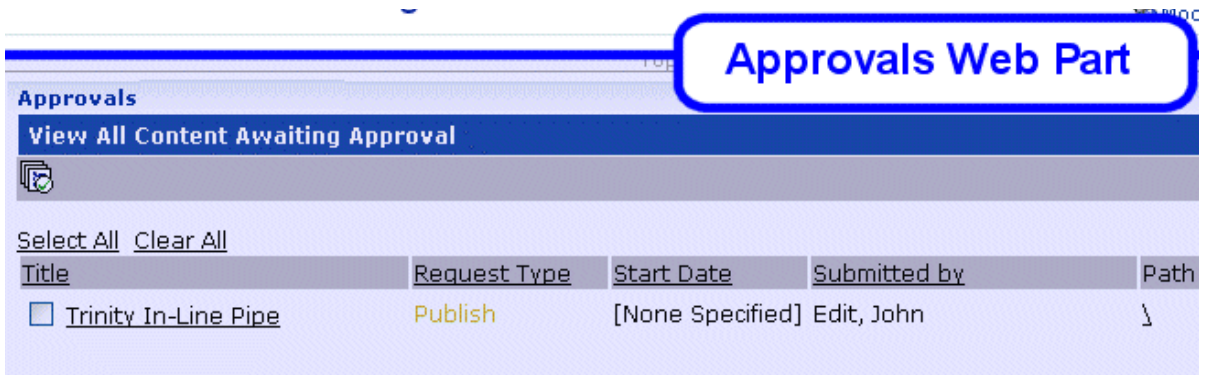 Approvals Web Part
Approvals
View All Content Awaiting Approval
Select All Clear All
Title Request Type Start Date Submitted by Path
Trinity In-Line Pipe Publish [None Specified] Edit, John \